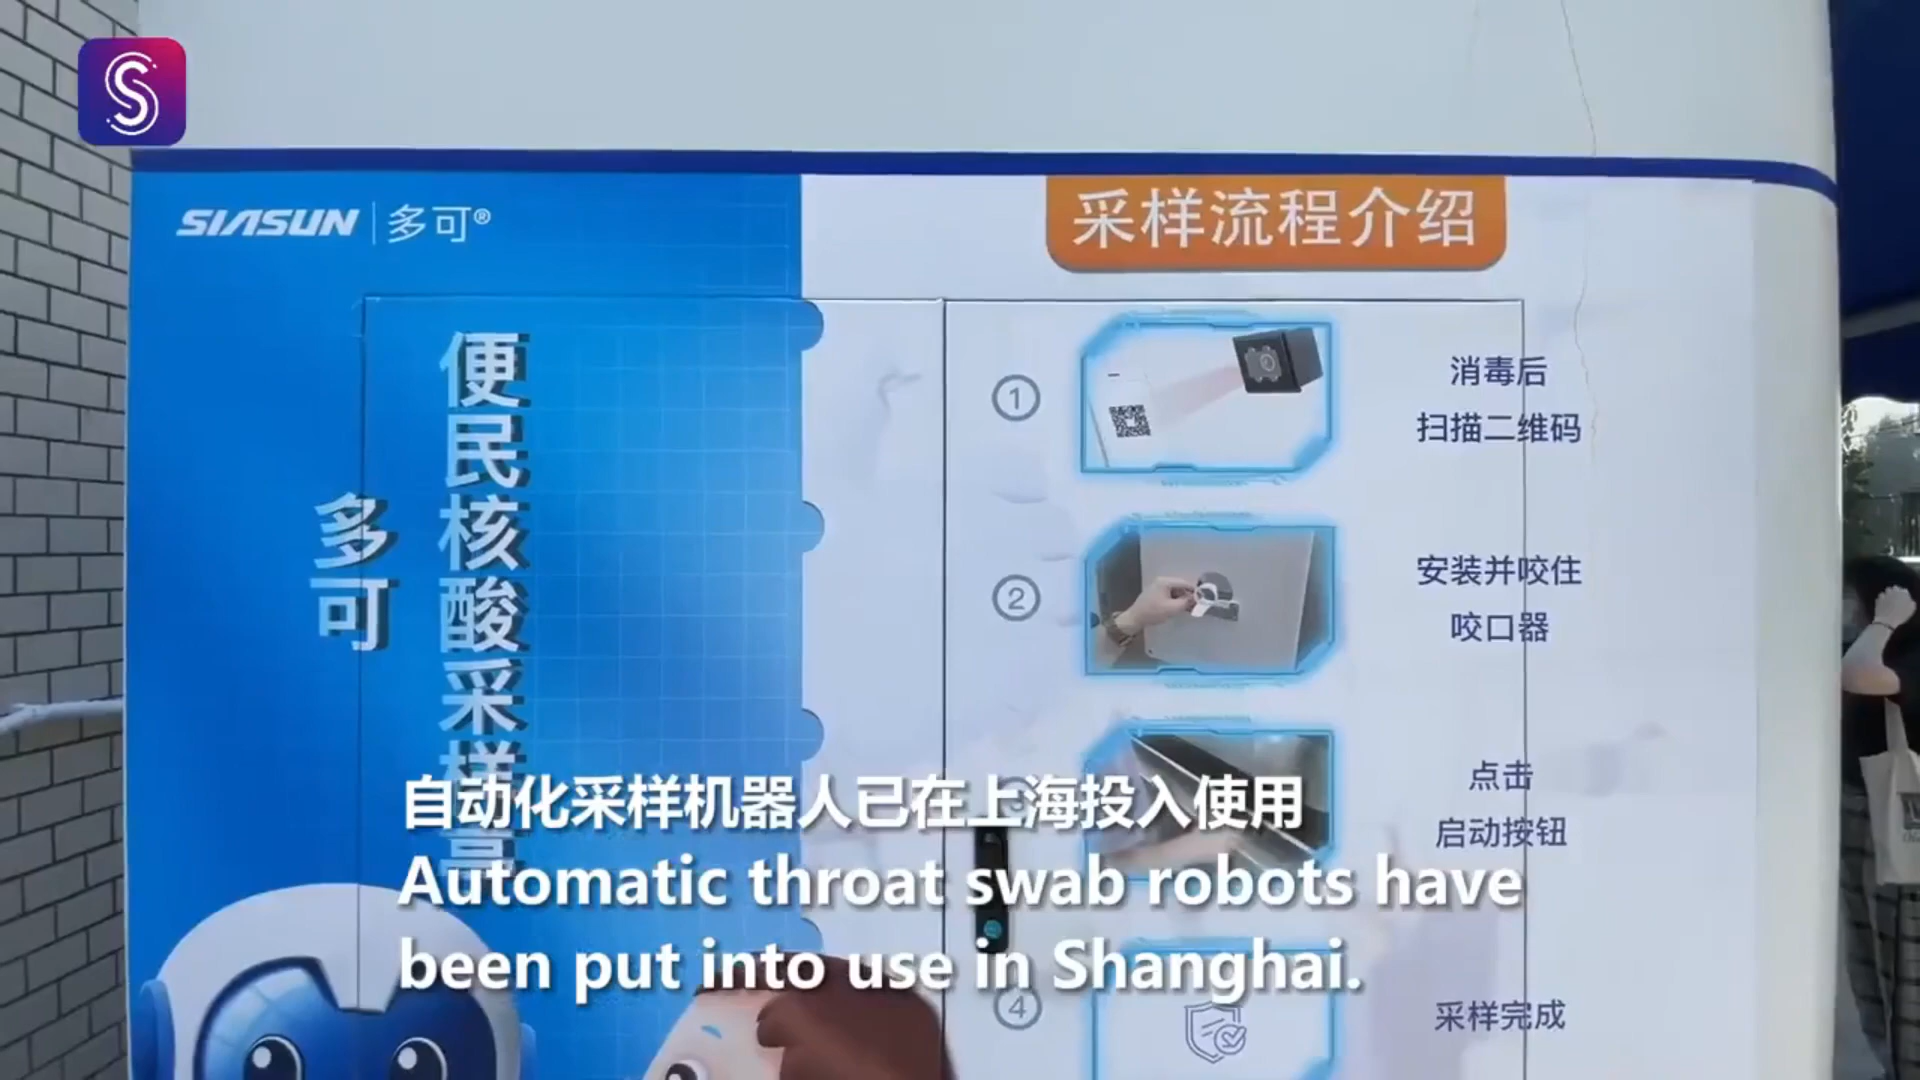 S
SIASUN 多可®
采样流程介绍
便民核酸采样亭
多可
1
消毒后
扫描二维码
2
安装并咬住
咬口器
3
点击
启动按钮
4
采样完成
自动化采样机器人已在上海投入使用
Automatic throat swab robots have
been put into use in Shanghai.